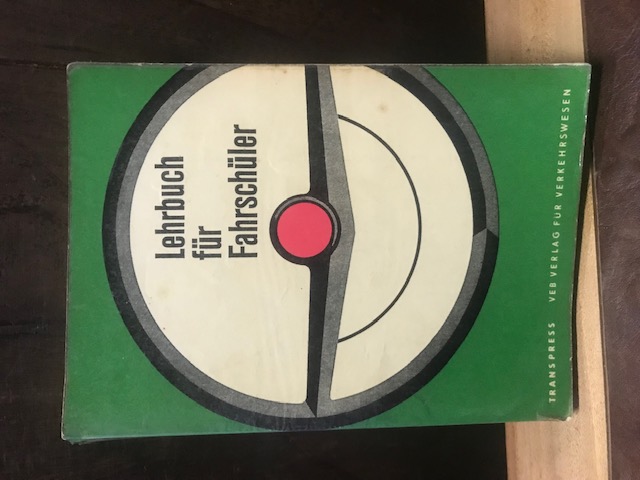 Lehrbuch
für
Fahrschüler
TRANSPRESS VEB VERLAG FÜR VERKEHRSWESEN